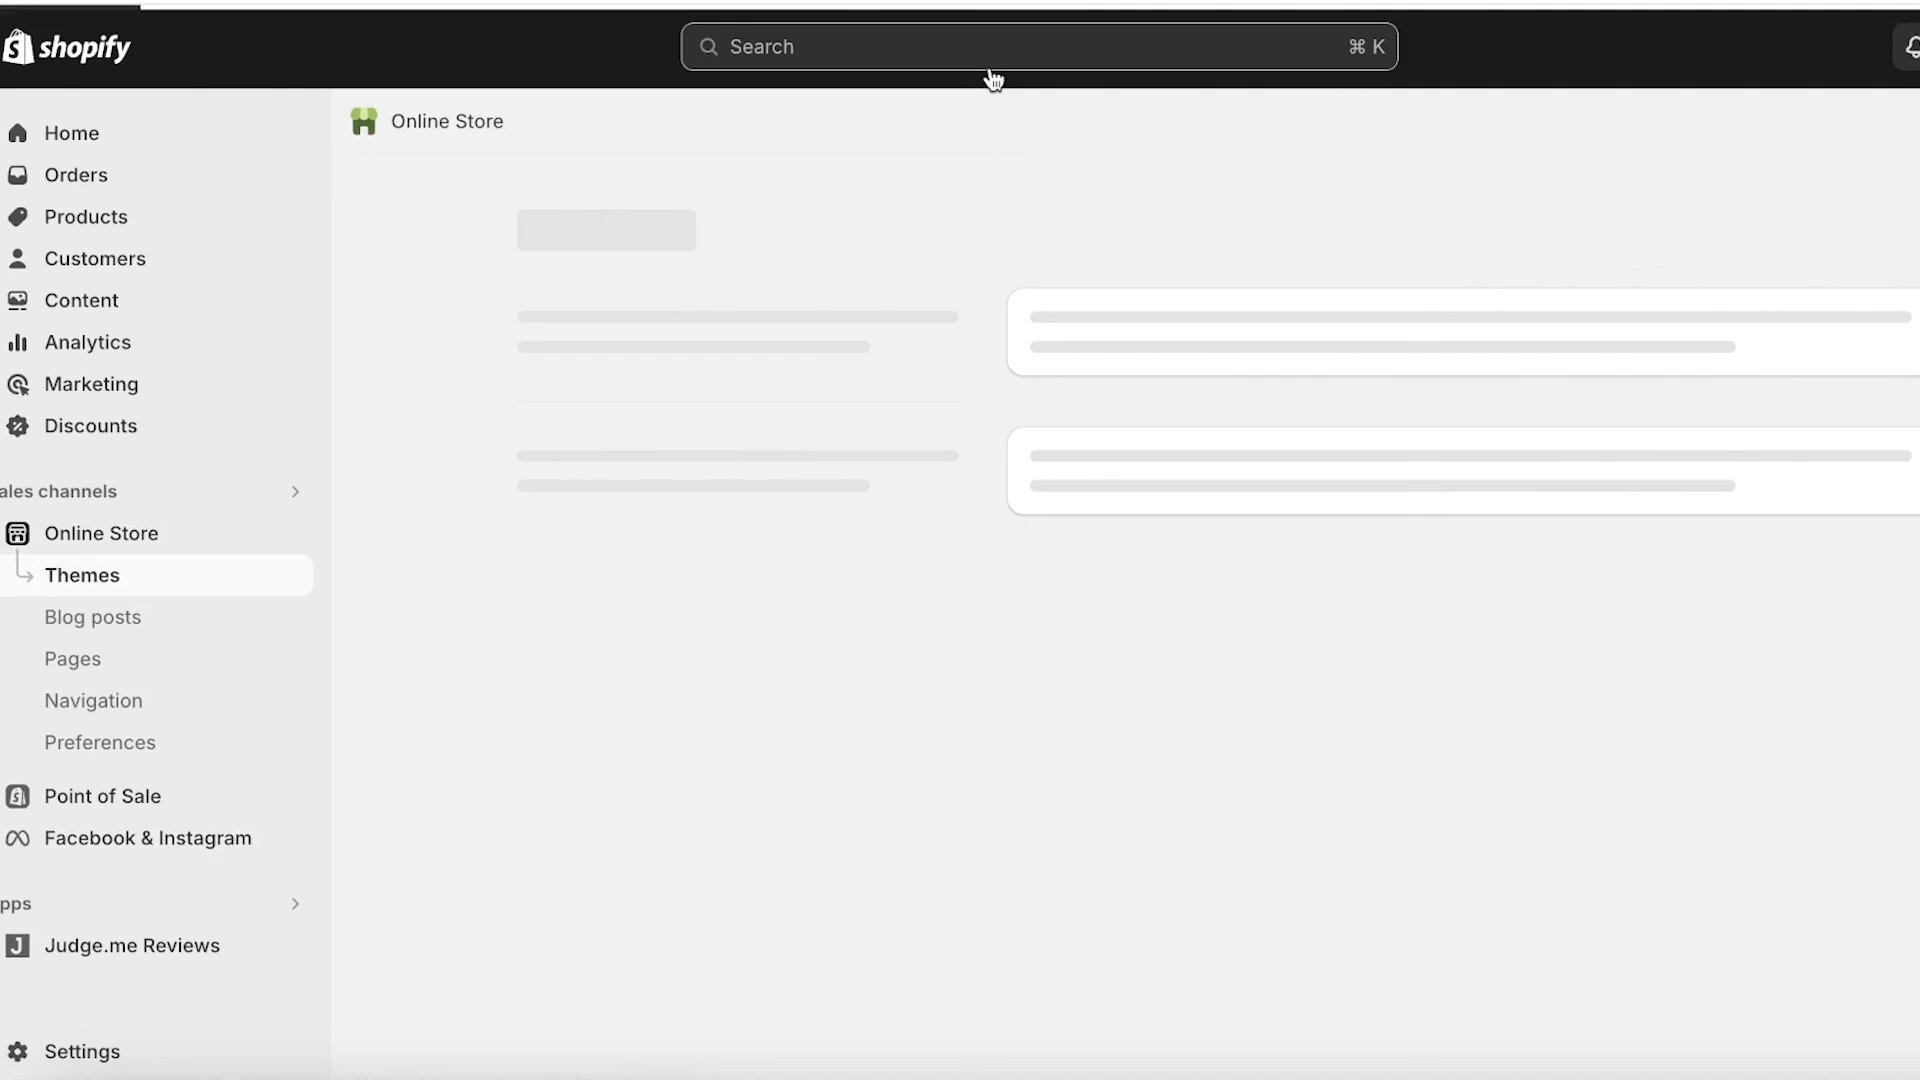 shopify
Search
⌘ K
Online Store
Home
Orders
Products
Customers
Content
Analytics
Marketing
Discounts
ales channels
Online Store
Themes
Blog posts
Pages
Navigation
Preferences
Point of Sale
Facebook & Instagram
pps
Judge.me Reviews
Settings